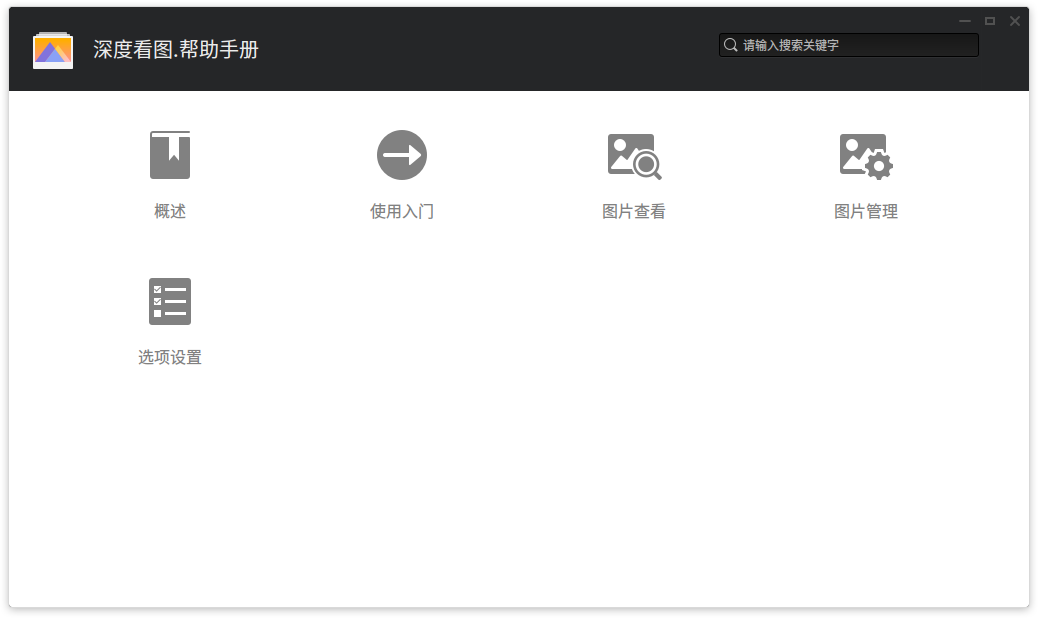 深度看图.帮助手册
请输入搜索关键字
概述
使用入门
图片查看
图片管理
选项设置